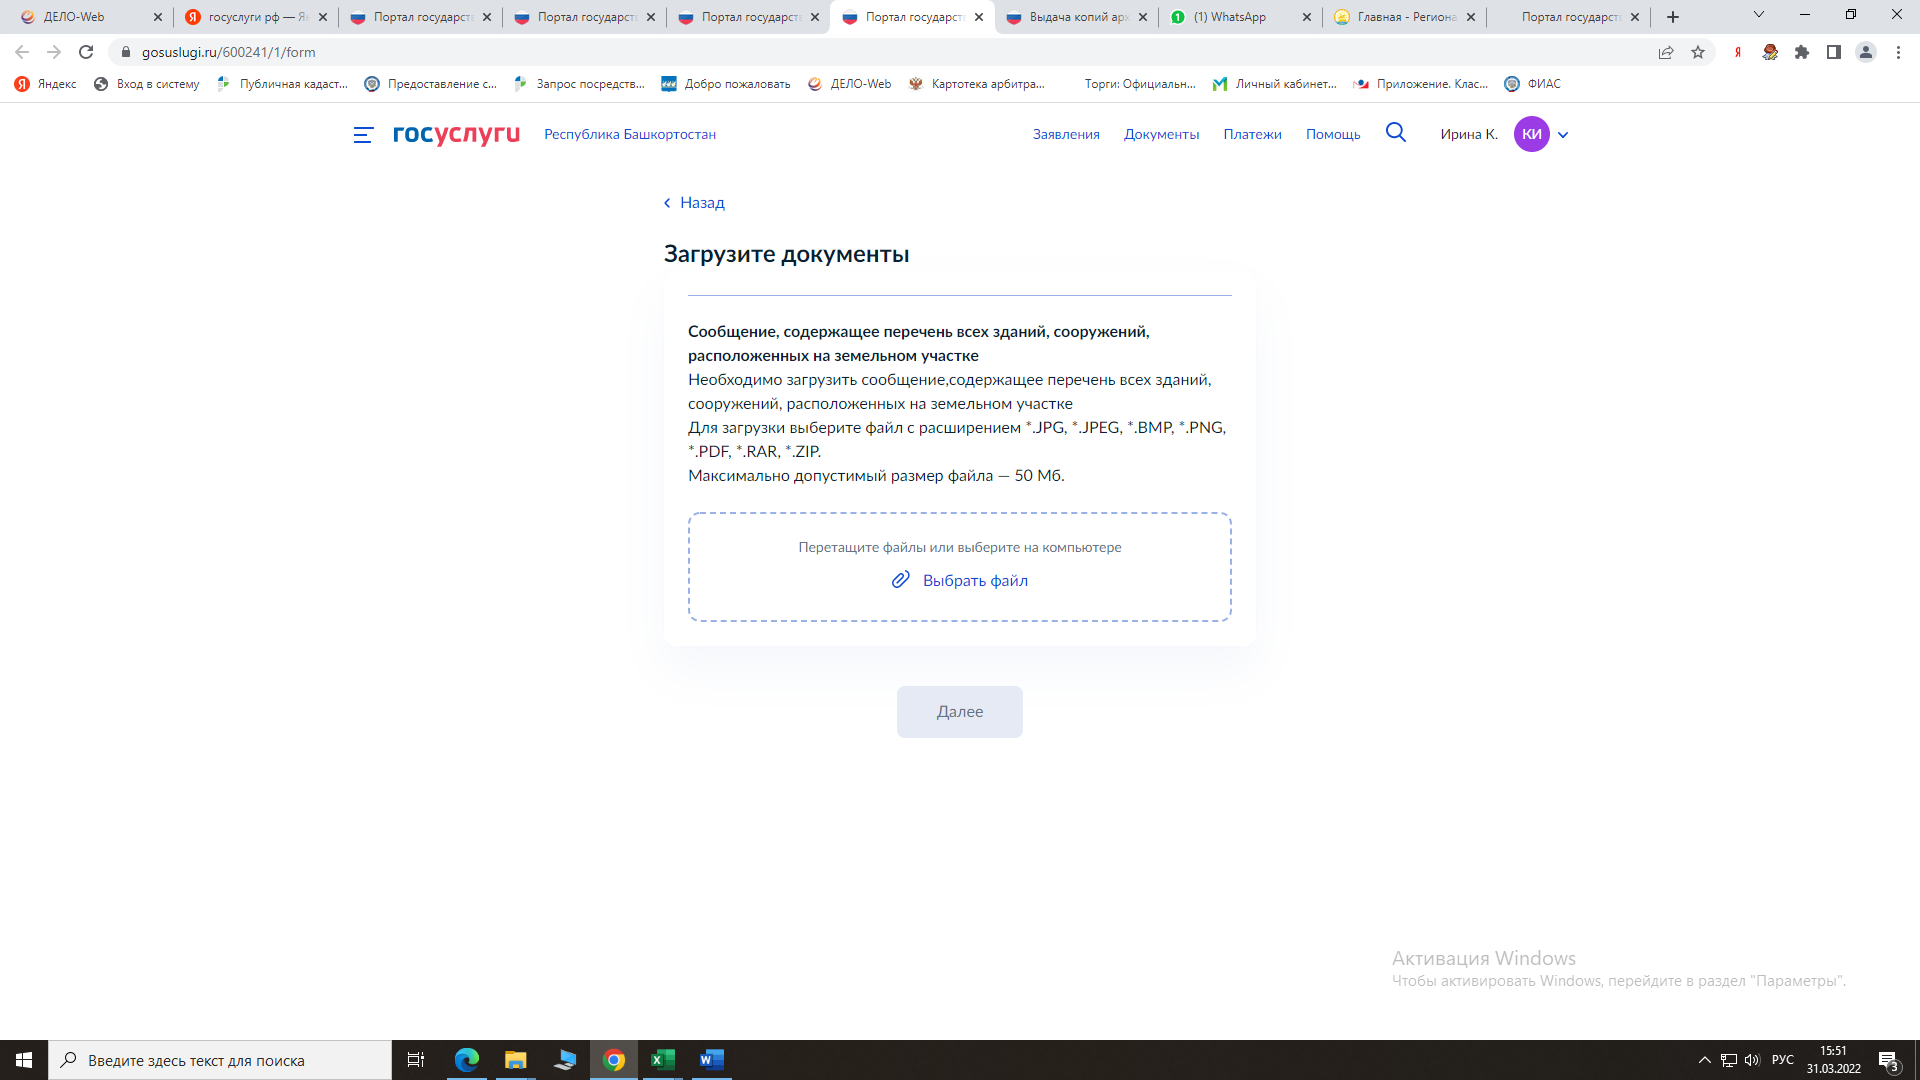 ДЕЛО-Web
госуслуги рф — Я
Портал государст
Портал государст
Портал государст
Портал государст
Выдача копий арх
(1) WhatsApp
Главная - Региона
Портал государст
gosuslugi.ru/600241/1/form
Яндекс
Вход в систему
Публичная кадаст...
Предоставление с...
Запрос посредств...
Добро пожаловать
ДЕЛО-Web
Картотека арбитра...
Торги: Официальн...
Личный кабинет...
Приложение. Клас...
ФИАС
госуслуги
Республика Башкортостан
Заявления
Документы
Платежи
Помощь
Ирина К.
КИ
Назад
Загрузите документы
Сообщение, содержащее перечень всех зданий, сооружений,
расположенных на земельном участке
Необходимо загрузить сообщение,содержащее перечень всех зданий,
сооружений, расположенных на земельном участке
Для загрузки выберите файл с расширением *.JPG, *.JPEG, *.BMP, *.PNG,
*.PDF, *.RAR, *.ZIP.
Максимально допустимый размер файла — 50 Мб.
Перетащите файлы или выберите на компьютере
Выбрать файл
Далее
Активация Windows
Чтобы активировать Windows, перейдите в раздел "Параметры".
Введите здесь текст для поиска
РУС
15:51
31.03.2022
3